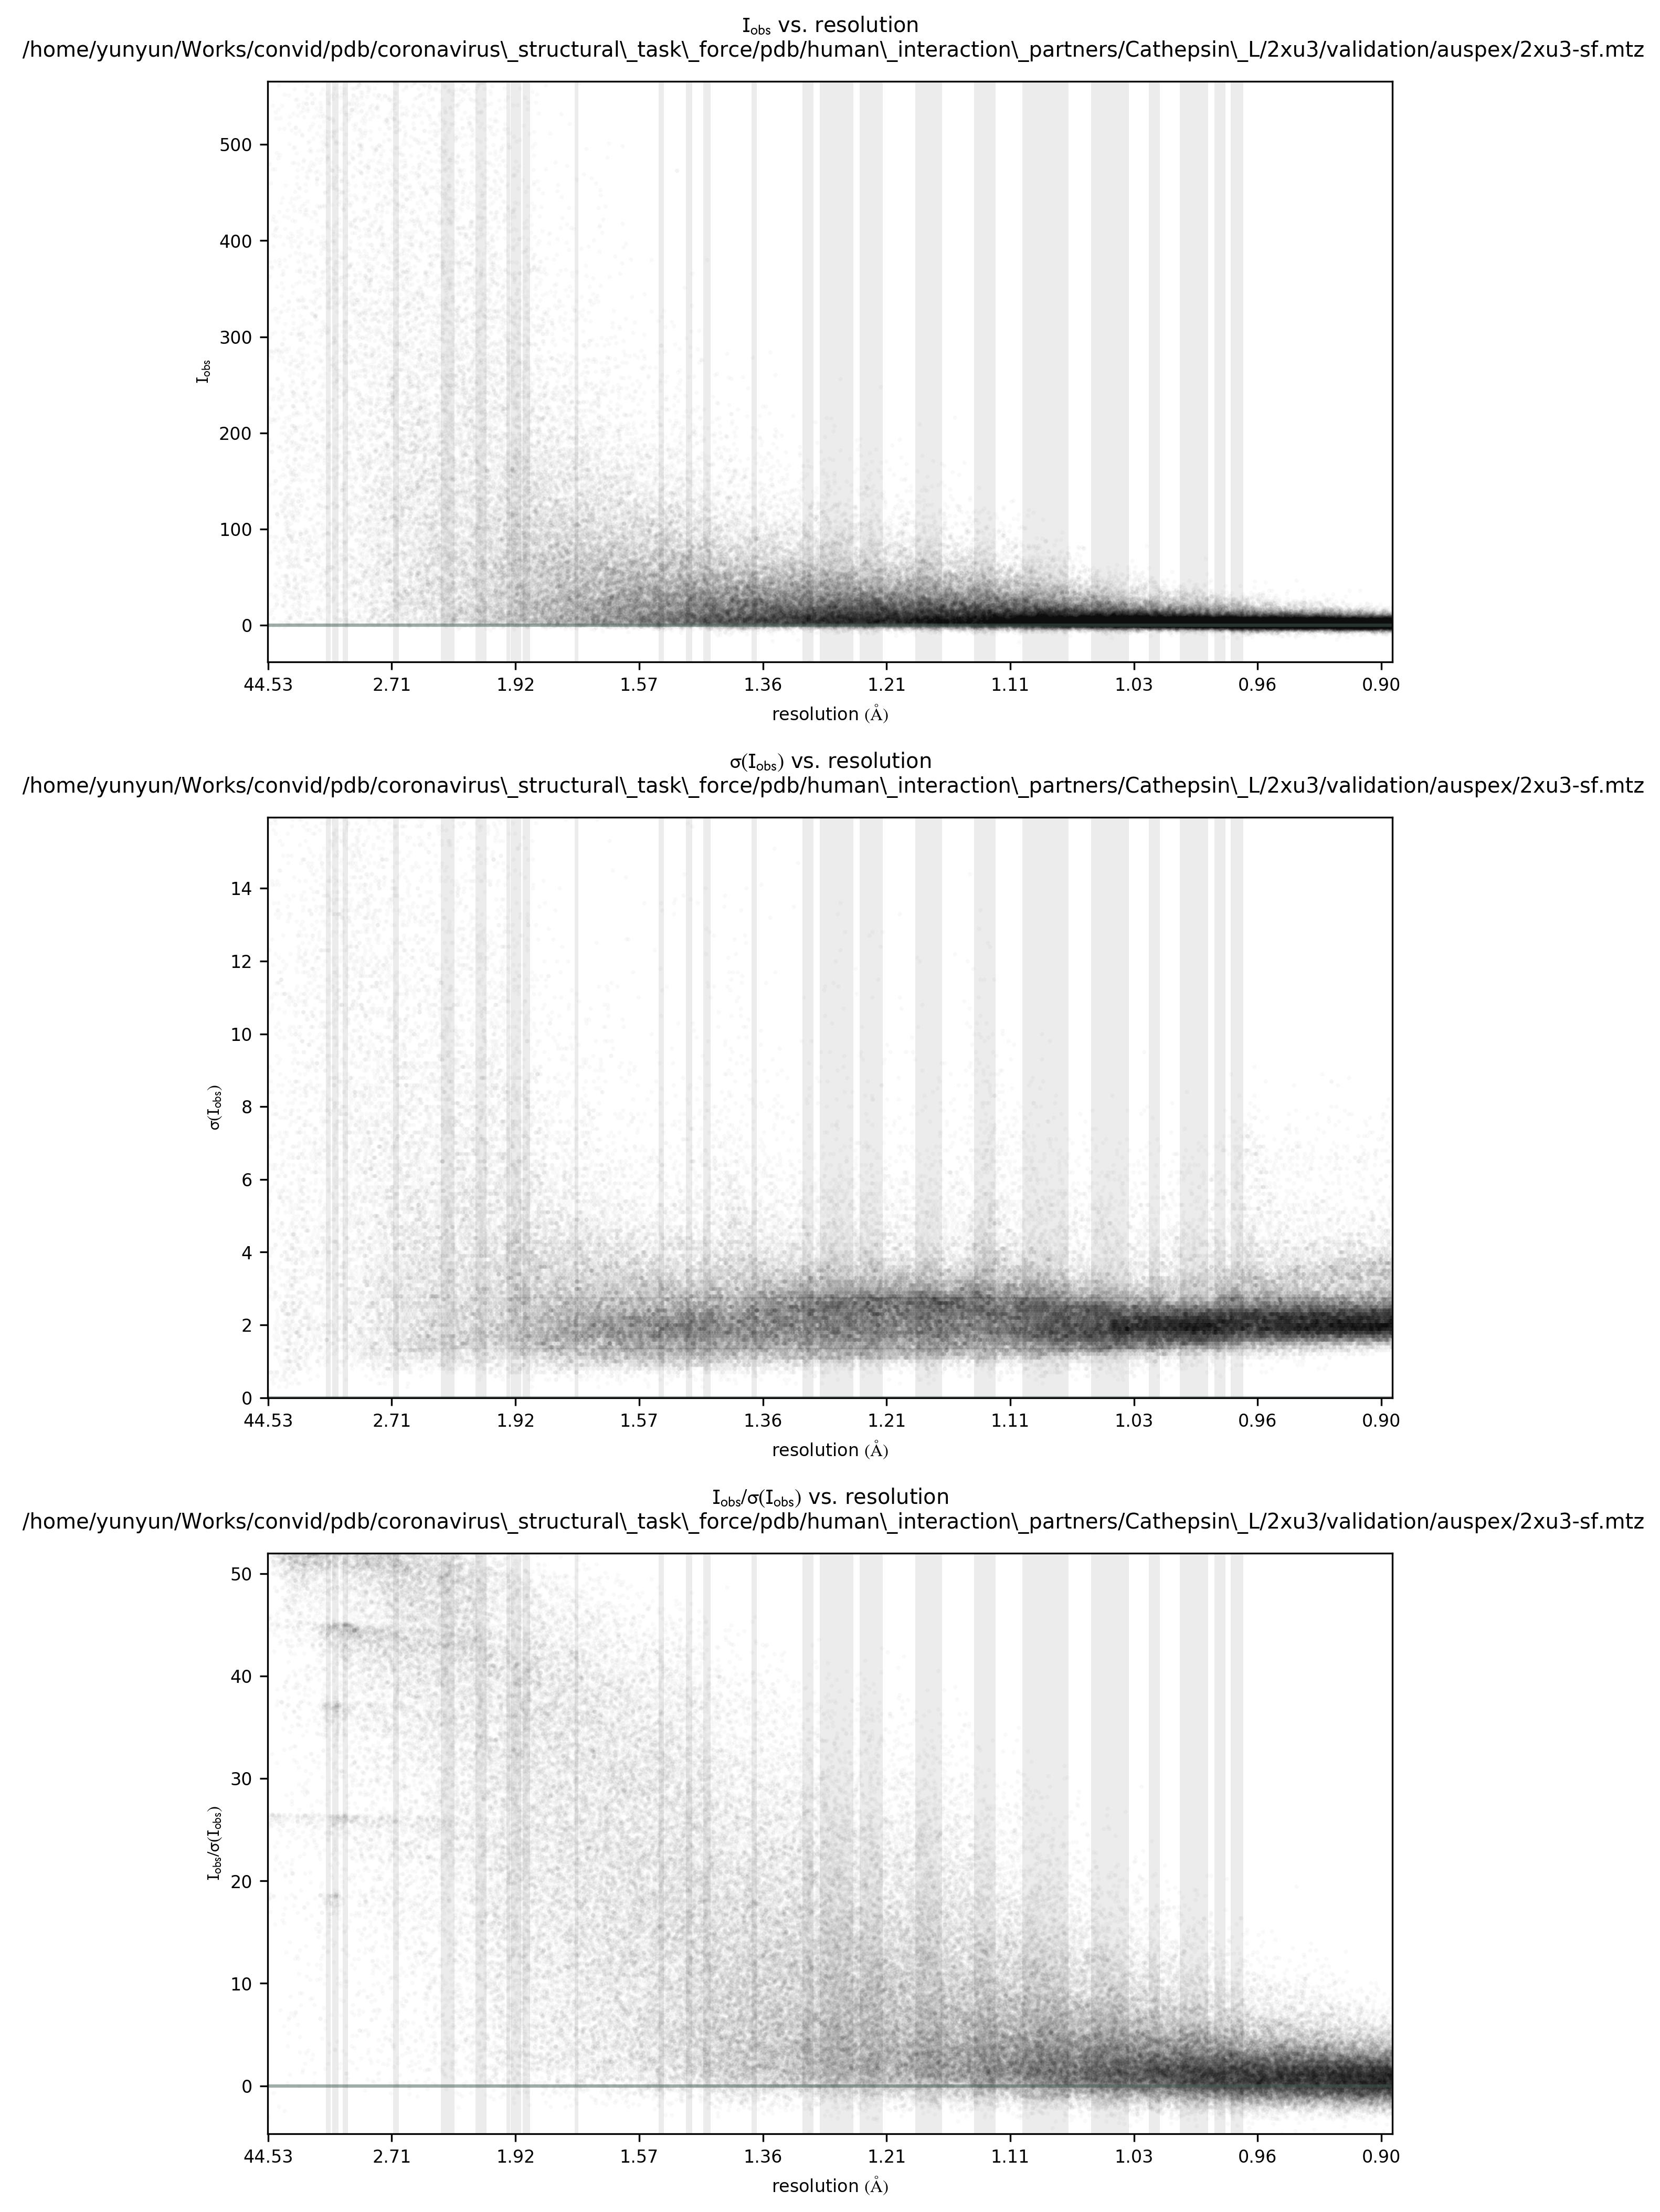 Iobs vs. resolution
/home/yunyun/Works/convid/pdb/coronavirus\_structural\_task\_force/pdb/human\_interaction\_partners/Cathepsin\_L/2xu3/validation/auspex/2xu3-sf.mtz
500
400
300
200
100
0
Iobs
44.53 2.71 1.92 1.57 1.36 1.21 1.11 1.03 0.96 0.90
resolution (Å)
σ(Iobs) vs. resolution
/home/yunyun/Works/convid/pdb/coronavirus\_structural\_task\_force/pdb/human\_interaction\_partners/Cathepsin\_L/2xu3/validation/auspex/2xu3-sf.mtz
14
12
10
8
6
4
2
0
σ(Iobs)
44.53 2.71 1.92 1.57 1.36 1.21 1.11 1.03 0.96 0.90
resolution (Å)
Iobs/σ(Iobs) vs. resolution
/home/yunyun/Works/convid/pdb/coronavirus\_structural\_task\_force/pdb/human\_interaction\_partners/Cathepsin\_L/2xu3/validation/auspex/2xu3-sf.mtz
50
40
30
20
10
0
Iobs/σ(Iobs)
44.53 2.71 1.92 1.57 1.36 1.21 1.11 1.03 0.96 0.90
resolution (Å)